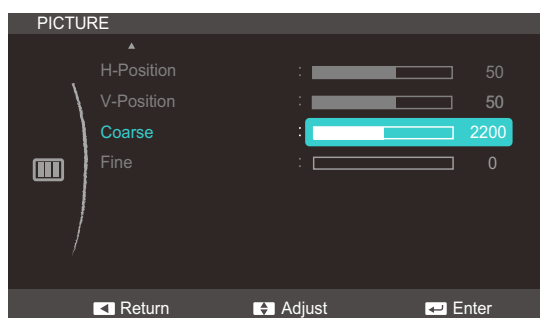 PICTURE
H-Position : 50
V-Position : 50
Coarse : 2200
Fine : 0
Return Adjust Enter